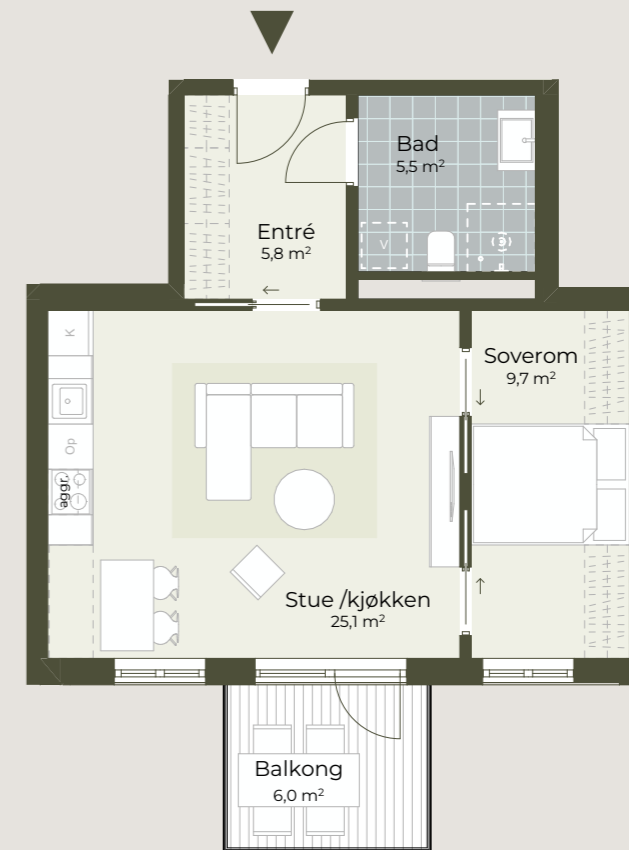 Bad
5,5 m²
Entré
5,8 m²
V
K
Soverom
9,7 m²
Op
aggr.
Stue /kjøkken
25,1 m²
Balkong
6,0 m²